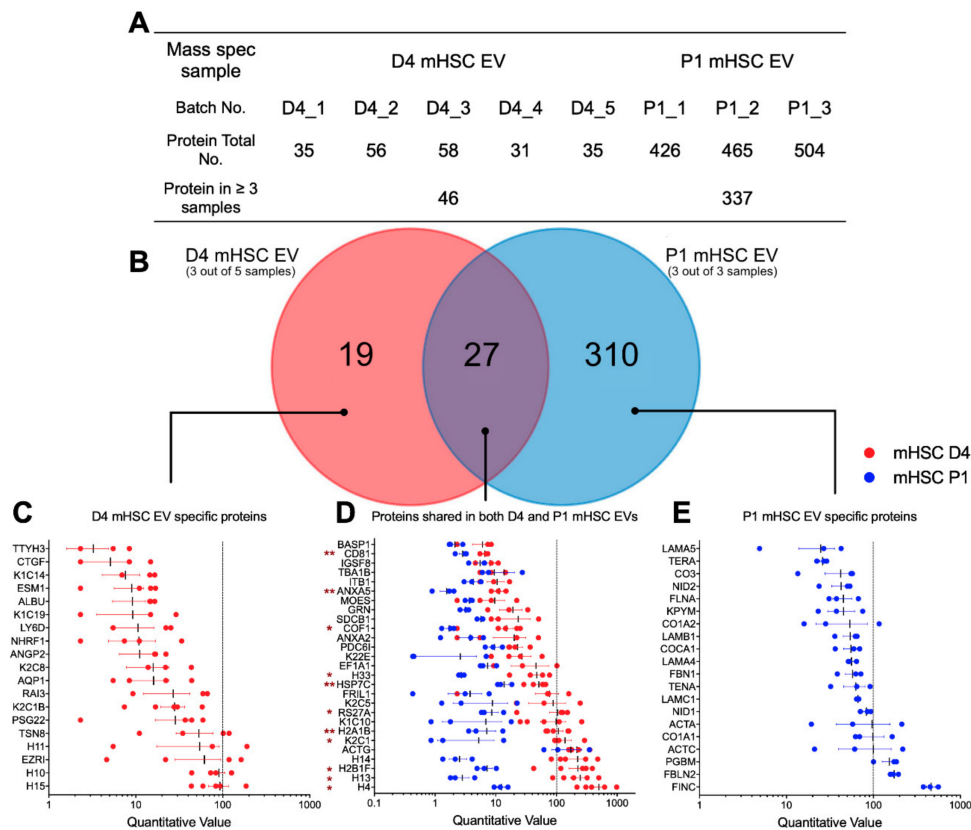 A
Mass spec sample D4 mHSC EV P1 mHSC EV
Batch No. D4_1 D4_2 D4_3 D4_4 D4_5 P1_1 P1_2 P1_3
Protein Total No. 35 56 58 31 35 426 465 504
Protein in ≥ 3 samples 46 337
B
D4 mHSC EV
(3 out of 5 samples)
P1 mHSC EV
(3 out of 3 samples)
19
27
310
mHSC D4
mHSC P1
C
D4 mHSC EV specific proteins
TTYH3
CTGF
K1C14
ESM1
ALBU
K1C19
LY6D
NHRF1
ANGP2
K2C8
AQP1
RAI3
K2C1B
PSG22
TSN8
H11
EZRI
H10
H15
1 10 100 1000
Quantitative Value
D
Proteins shared in both D4 and P1 mHSC EVs
BASP1
** CD81
IGSF8
TBA1B
ITB1
** ANXA5
MOES
GRN
SDCB1
* COF1
ANXA2
PDC6I
K22E
EF1A1
* H33
** HSP7C
FRIL1
K2C5
* RS27A
K1C10
** H2A1B
* K2C1
ACTG
H14
* H2B1F
* H13
* H4
0.1 1 10 100 1000
Quantitative Value
E
P1 mHSC EV specific proteins
LAMA5
TERA
CO3
NID2
FLNA
KPYM
CO1A2
LAMB1
COCA1
LAMA4
FBN1
TENA
LAMC1
NID1
ACTA
CO1A1
ACTC
PGBM
FBLN2
FINC
1 10 100 1000
Quantitative Value